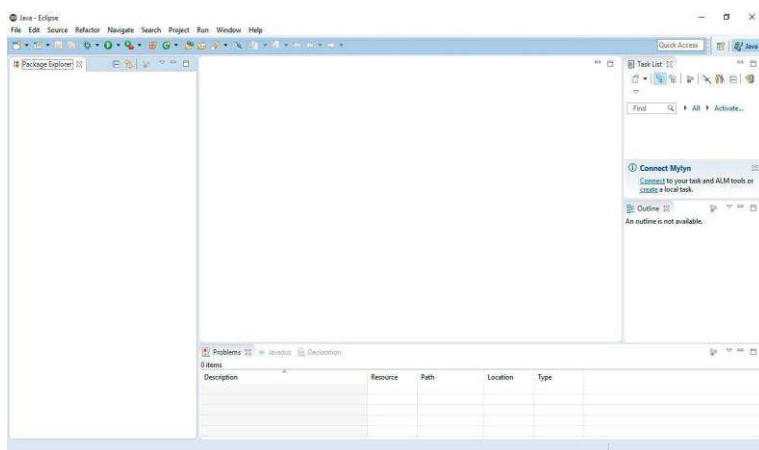 Java - Eclipse
File Edit Source Refactor Navigate Search Project Run Window Help
Quick Access
Java
Package Explorer
Task List
Find
All
Activate...
Connect Mylyn
Connect to your task and ALM tools or
create a local task.
Outline
An outline is not available.
Problems Javadoc Declaration
0 items
Description Resource Path Location Type